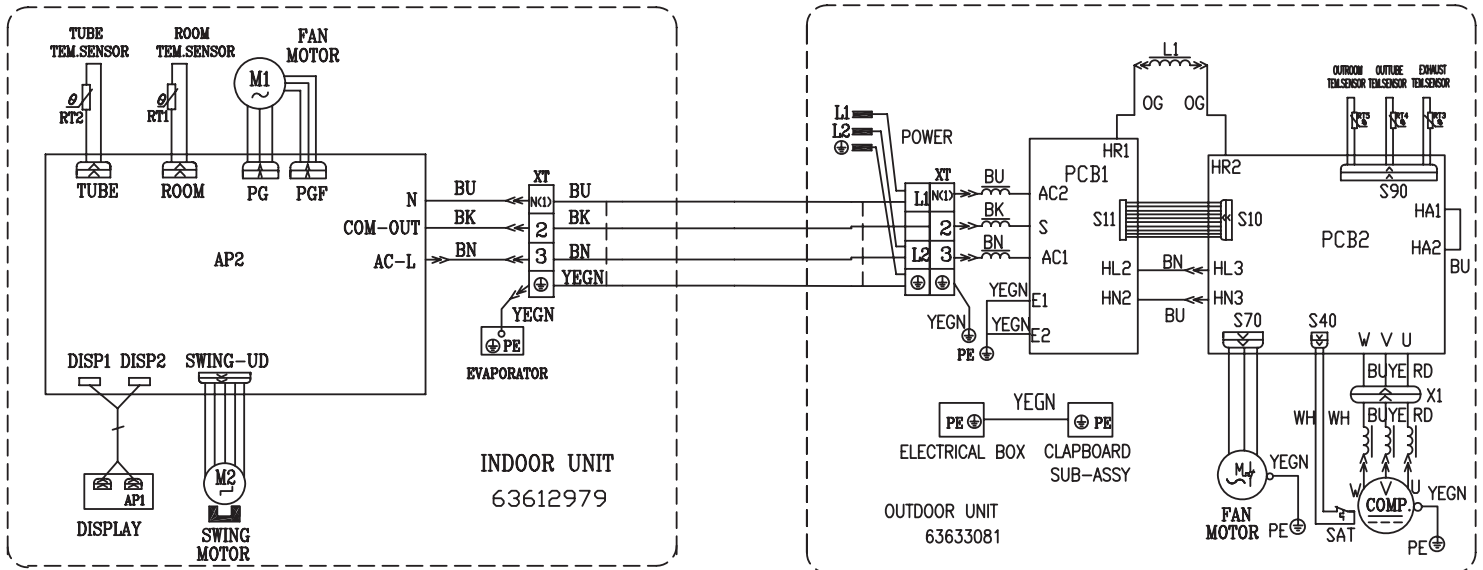 TUBE
TEM.SENSOR
ROOM
TEM.SENSOR
FAN
MOTOR
M1
θ
RT2
θ
RT1
TUBE
ROOM
PG
PGF
N
COM-OUT
AC-L
AP2
BU
BK
BN
XT
N(1)
2
3
BU
BK
BN
YEGN
YEGN
PE
EVAPORATOR
DISP1
DISP2
SWING-UD
AP1
DISPLAY
M2
SWING
MOTOR
INDOOR UNIT
63612979
L1
L2
POWER
XT
L1
N(1)
2
L2
3
BU
BK
BN
AC2
S
AC1
PCB1
HR1
L1
OG
OG
HR2
S11
S10
HL2
BN
HL3
HN2
BU
HN3
YEGN
E1
YEGN
YEGN
E2
PE
OUTROOM
TEM.SENSOR
OUTTUBE
TEM.SENSOR
EXHAUST
TEM.SENSOR
RT5
RT4
RT3
S90
HA1
HA2
BU
PCB2
S70
S40
W V U
BU YE RD
X1
WH WH
BU YE RD
W
V
U
COMP.
YEGN
PE
SAT
M
YEGN
FAN
MOTOR
PE
PE
YEGN
PE
ELECTRICAL BOX
CLAPBOARD
SUB-ASSY
OUTDOOR UNIT
63633081